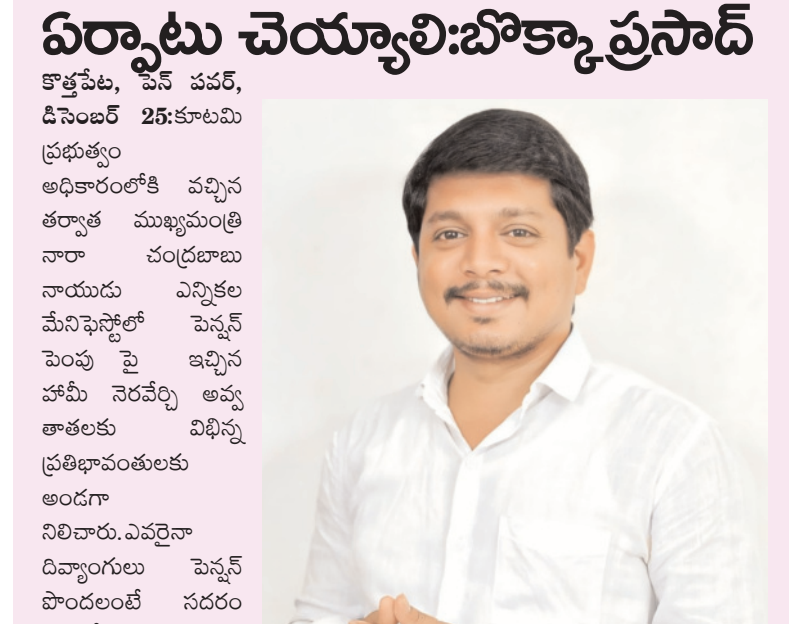 ఏర్పాటు చెయ్యాలి:బొక్కా ప్రసాద్
కొత్తపేట, పెన్ పవర్,
డిసెంబర్ 25:కూటమి
ప్రభుత్వం
అధికారంలోకి వచ్చిన
తర్వాత ముఖ్యమంత్రి
నారా చంద్రబాబు
నాయుడు ఎన్నికల
మేనిఫెస్టోలో పెన్షన్
పెంపు పై ఇచ్చిన
హామీ నెరవేర్చి అవ్వ
తాతలకు విభిన్న
ప్రతిభావంతులకు
అండగా
నిలిచారు.ఎవరైనా
దివ్యాంగులు పెన్షన్
పొందలంటే సదరం